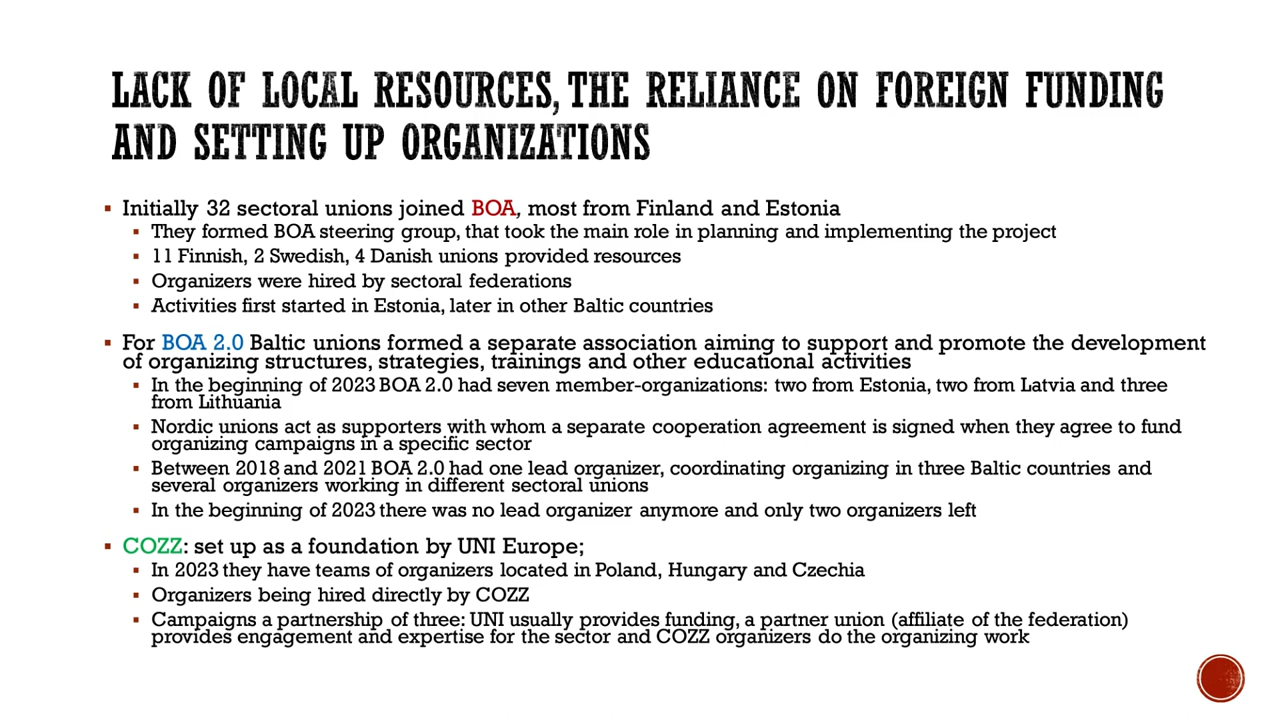 LACK OF LOCAL RESOURCES, THE RELIANCE ON FOREIGN FUNDING
AND SETTING UP ORGANIZATIONS
Initially 32 sectoral unions joined BOA, most from Finland and Estonia
They formed BOA steering group, that took the main role in planning and implementing the project
11 Finnish, 2 Swedish, 4 Danish unions provided resources
Organizers were hired by sectoral federations
Activities first started in Estonia, later in other Baltic countries
For BOA 2.0 Baltic unions formed a separate association aiming to support and promote the development
of organizing structures, strategies, trainings and other educational activities
In the beginning of 2023 BOA 2.0 had seven member-organizations: two from Estonia, two from Latvia and three
from Lithuania
Nordic unions act as supporters with whom a separate cooperation agreement is signed when they agree to fund
organizing campaigns in a specific sector
Between 2018 and 2021 BOA 2.0 had one lead organizer, coordinating organizing in three Baltic countries and
several organizers working in different sectoral unions
In the beginning of 2023 there was no lead organizer anymore and only two organizers left
COZZ: set up as a foundation by UNI Europe;
In 2023 they have teams of organizers located in Poland, Hungary and Czechia
Organizers being hired directly by COZZ
Campaigns a partnership of three: UNI usually provides funding, a partner union (affiliate of the federation)
provides engagement and expertise for the sector and COZZ organizers do the organizing work